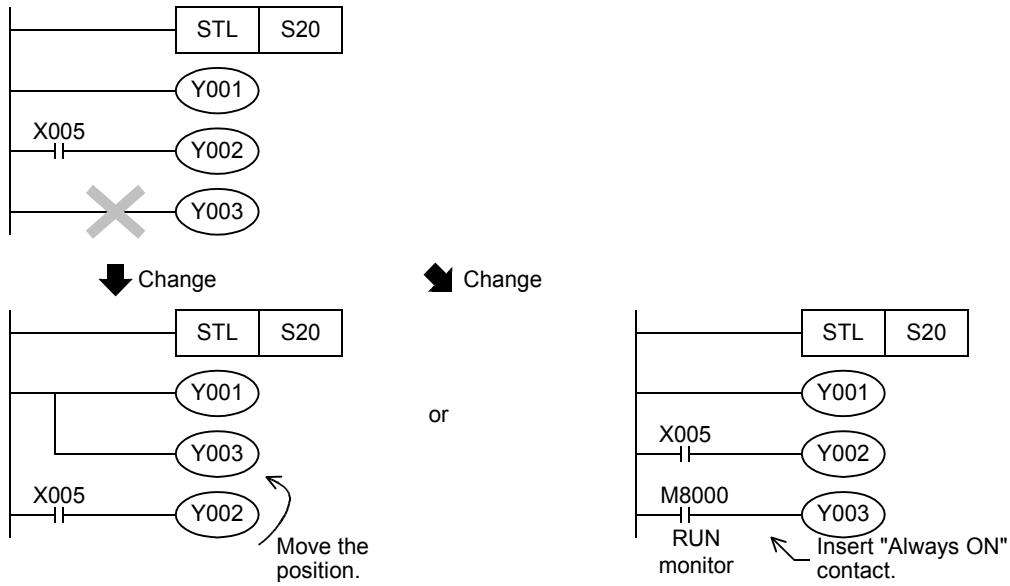 STL S20
Y001
X005
Y002
Y003
Change
Change
STL S20
Y001
Y003
X005
Y002
Move the
position.
or
STL S20
Y001
X005
Y002
M8000
Y003
RUN
monitor
Insert "Always ON"
contact.